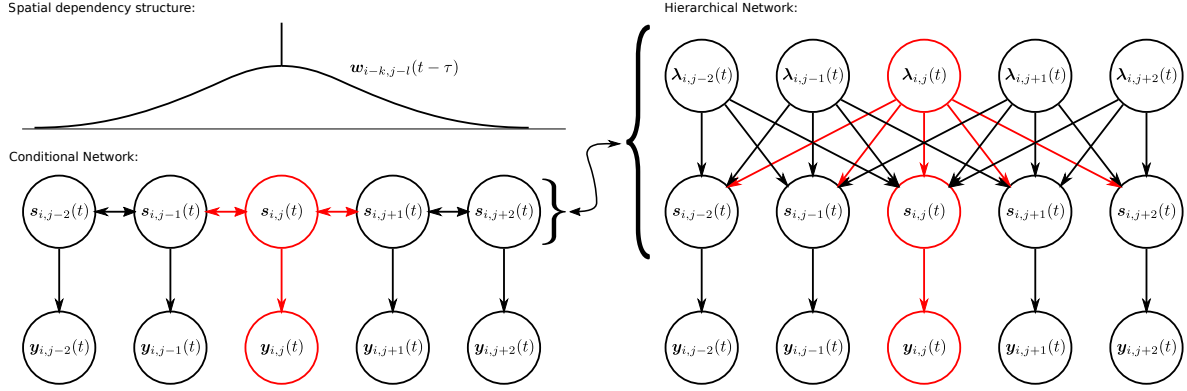 Spatial dependency structure:
w_{i−k,j−l}(t − τ)
Conditional Network:
s_{i,j−2}(t) s_{i,j−1}(t) s_{i,j}(t) s_{i,j+1}(t) s_{i,j+2}(t)
y_{i,j−2}(t) y_{i,j−1}(t) y_{i,j}(t) y_{i,j+1}(t) y_{i,j+2}(t)
Hierarchical Network:
λ_{i,j−2}(t) λ_{i,j−1}(t) λ_{i,j}(t) λ_{i,j+1}(t) λ_{i,j+2}(t)
s_{i,j−2}(t) s_{i,j−1}(t) s_{i,j}(t) s_{i,j+1}(t) s_{i,j+2}(t)
y_{i,j−2}(t) y_{i,j−1}(t) y_{i,j}(t) y_{i,j+1}(t) y_{i,j+2}(t)